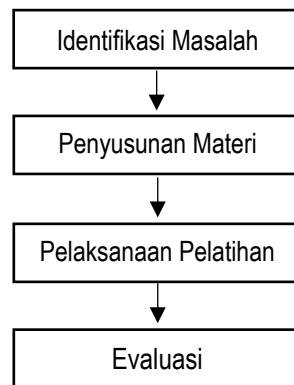 Identifikasi Masalah
Penyusunan Materi
Pelaksanaan Pelatihan
Evaluasi